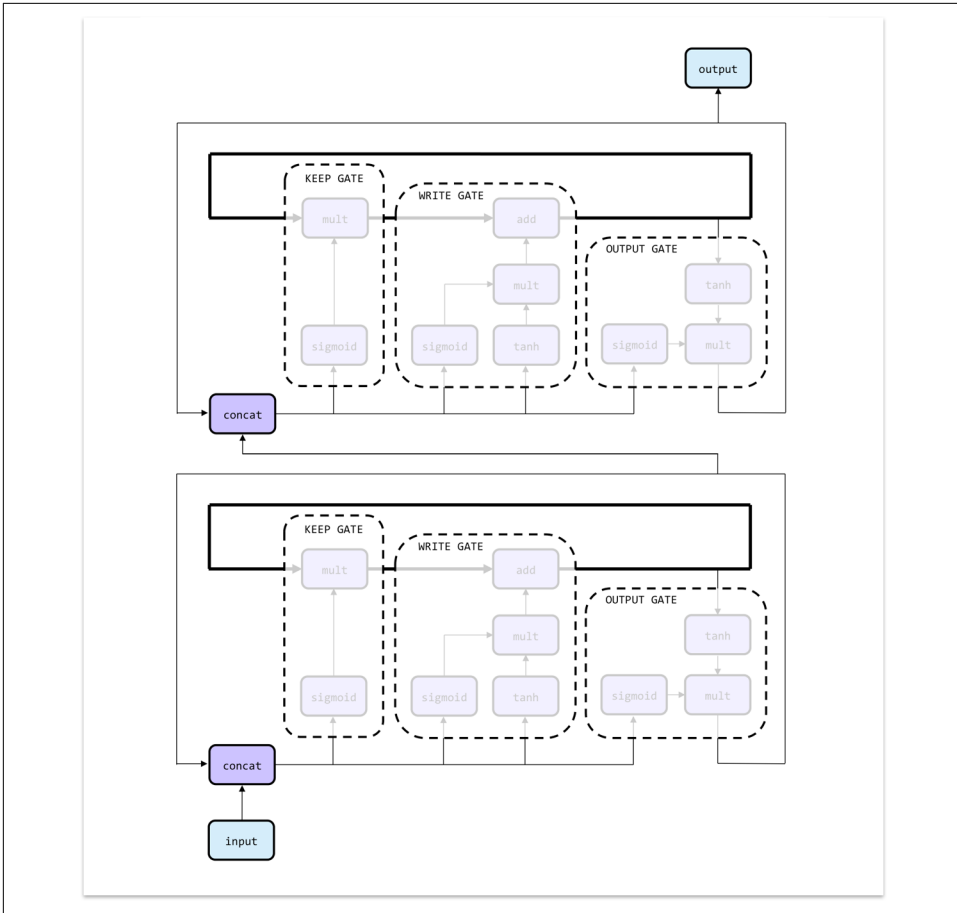 output
KEEP GATE
WRITE GATE
mult
add
OUTPUT GATE
mult
tanh
sigmoid
sigmoid
tanh
sigmoid
mult
concat
KEEP GATE
WRITE GATE
mult
add
OUTPUT GATE
mult
tanh
sigmoid
sigmoid
tanh
sigmoid
mult
concat
input